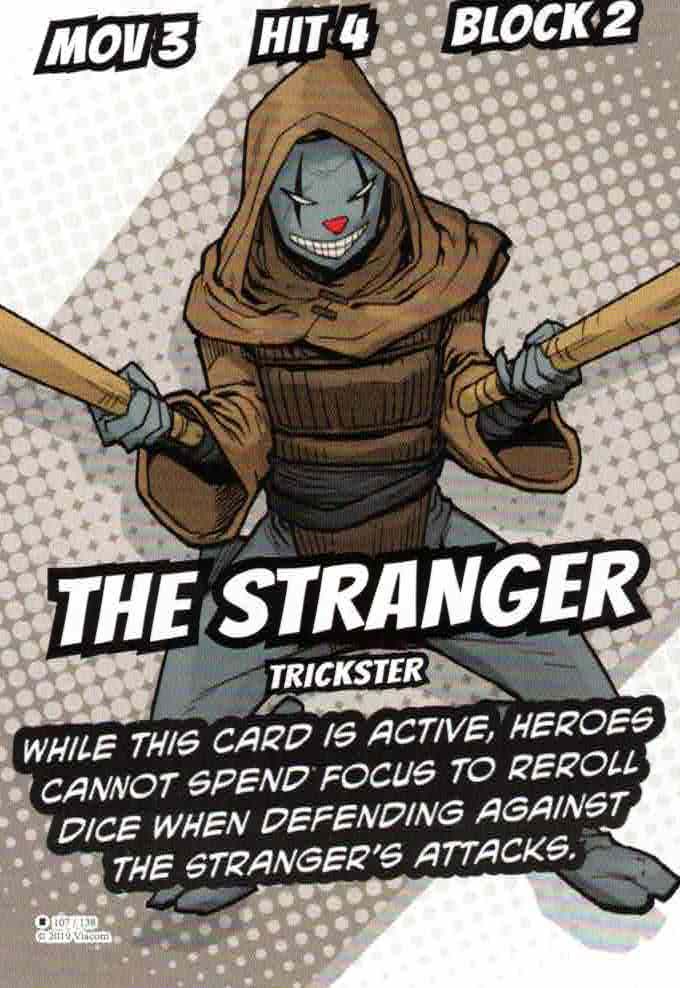 MOV 3 HIT 4 BLOCK 2
THE STRANGER
TRICKSTER
WHILE THIS CARD IS ACTIVE, HEROES
CANNOT SPEND FOCUS TO REROLL
DICE WHEN DEFENDING AGAINST
THE STRANGER'S ATTACKS.
107 / 138
© 2019 Viacom